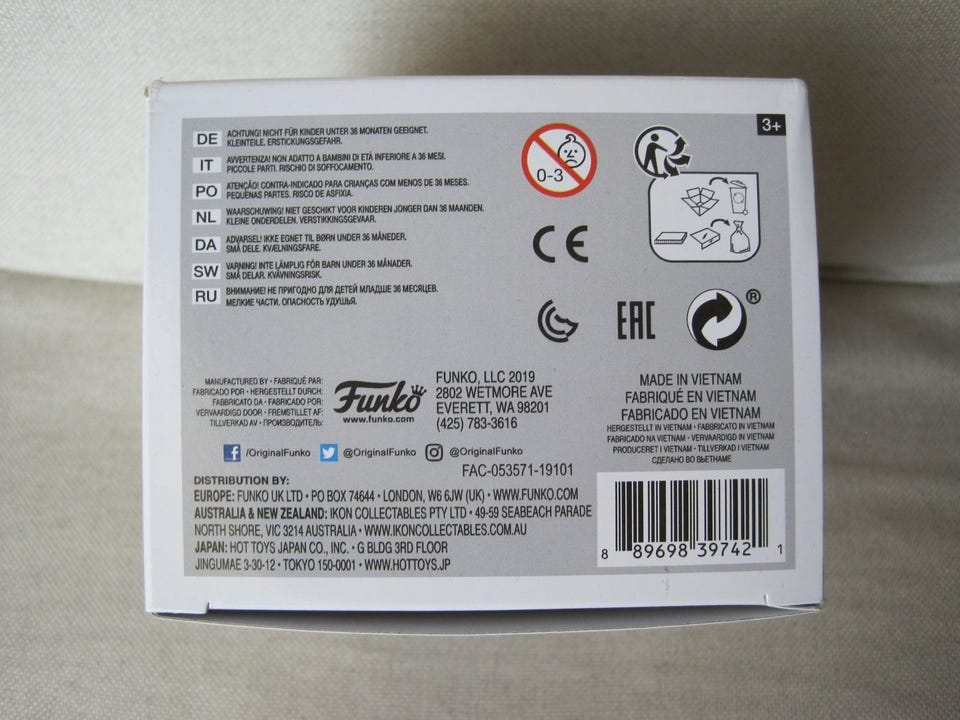 DE ACHTUNG! NICHT FÜR KINDER UNTER 36 MONATEN GEEIGNET.
KLEINTEILE. ERSTICKUNGSGEFAHR.
IT AVVERTENZA! NON ADATTO A BAMBINI DI ETÀ INFERIORE A 36 MESI.
PICCOLE PARTI. RISCHIO DI SOFFOCAMENTO.
PO ATENÇÃO! CONTRA-INDICADO PARA CRIANÇAS COM MENOS DE 36 MESES.
PEQUENAS PARTES. RISCO DE ASFIXIA.
NL WAARSCHUWING! NIET GESCHIKT VOOR KINDEREN JONGER DAN 36 MAANDEN.
KLEINE ONDERDELEN. VERSTIKKINGSGEVAAR.
DA ADVARSEL! IKKE EGNET TIL BØRN UNDER 36 MÅNEDER.
SMÅ DELE. KVÆLNINGSFARE.
SW VARNING! INTE LÄMPLIG FÖR BARN UNDER 36 MÅNADER.
SMÅ DELAR. KVÄVNINGSRISK.
RU ВНИМАНИЕ! НЕ ПРИГОДНО ДЛЯ ДЕТЕЙ МЛАДШЕ 36 МЕСЯЦЕВ.
МЕЛКИЕ ЧАСТИ. ОПАСНОСТЬ УДУШЬЯ.
0-3
3+
CE
EAC
®
MANUFACTURED BY • FABRIQUÉ PAR:
FABRICADO POR • HERGESTELLT DURCH:
FABBRICATO DA • FABRICADO POR:
VERVAARDIGD DOOR • FREMSTILLET AF:
TILLVERKAD AV • ПРОИЗВОДИТЕЛЬ:
Funko
www.funko.com
FUNKO, LLC 2019
2802 WETMORE AVE
EVERETT, WA 98201
(425) 783-3616
MADE IN VIETNAM
FABRIQUÉ EN VIETNAM
FABRICADO EN VIETNAM
HERGESTELLT IN VIETNAM • FABBRICATO IN VIETNAM
FABRICADO NA VIETNAM • VERVAARDIGD IN VIETNAM
PRODUCERET I VIETNAM • TILLVERKAD I VIETNAM
СДЕЛАНО ВО ВЬЕТНАМЕ
f /OriginalFunko @OriginalFunko @OriginalFunko
FAC-053571-19101
DISTRIBUTION BY:
EUROPE: FUNKO UK LTD • PO BOX 74644 • LONDON, W6 6JW (UK) • WWW.FUNKO.COM
AUSTRALIA & NEW ZEALAND: IKON COLLECTABLES PTY LTD • 49-59 SEABEACH PARADE
NORTH SHORE, VIC 3214 AUSTRALIA • WWW.IKONCOLLECTABLES.COM.AU
JAPAN: HOT TOYS JAPAN CO., INC. • G BLDG 3RD FLOOR
JINGUMAE 3-30-12 • TOKYO 150-0001 • WWW.HOTTOYS.JP
8 89698 39742 1